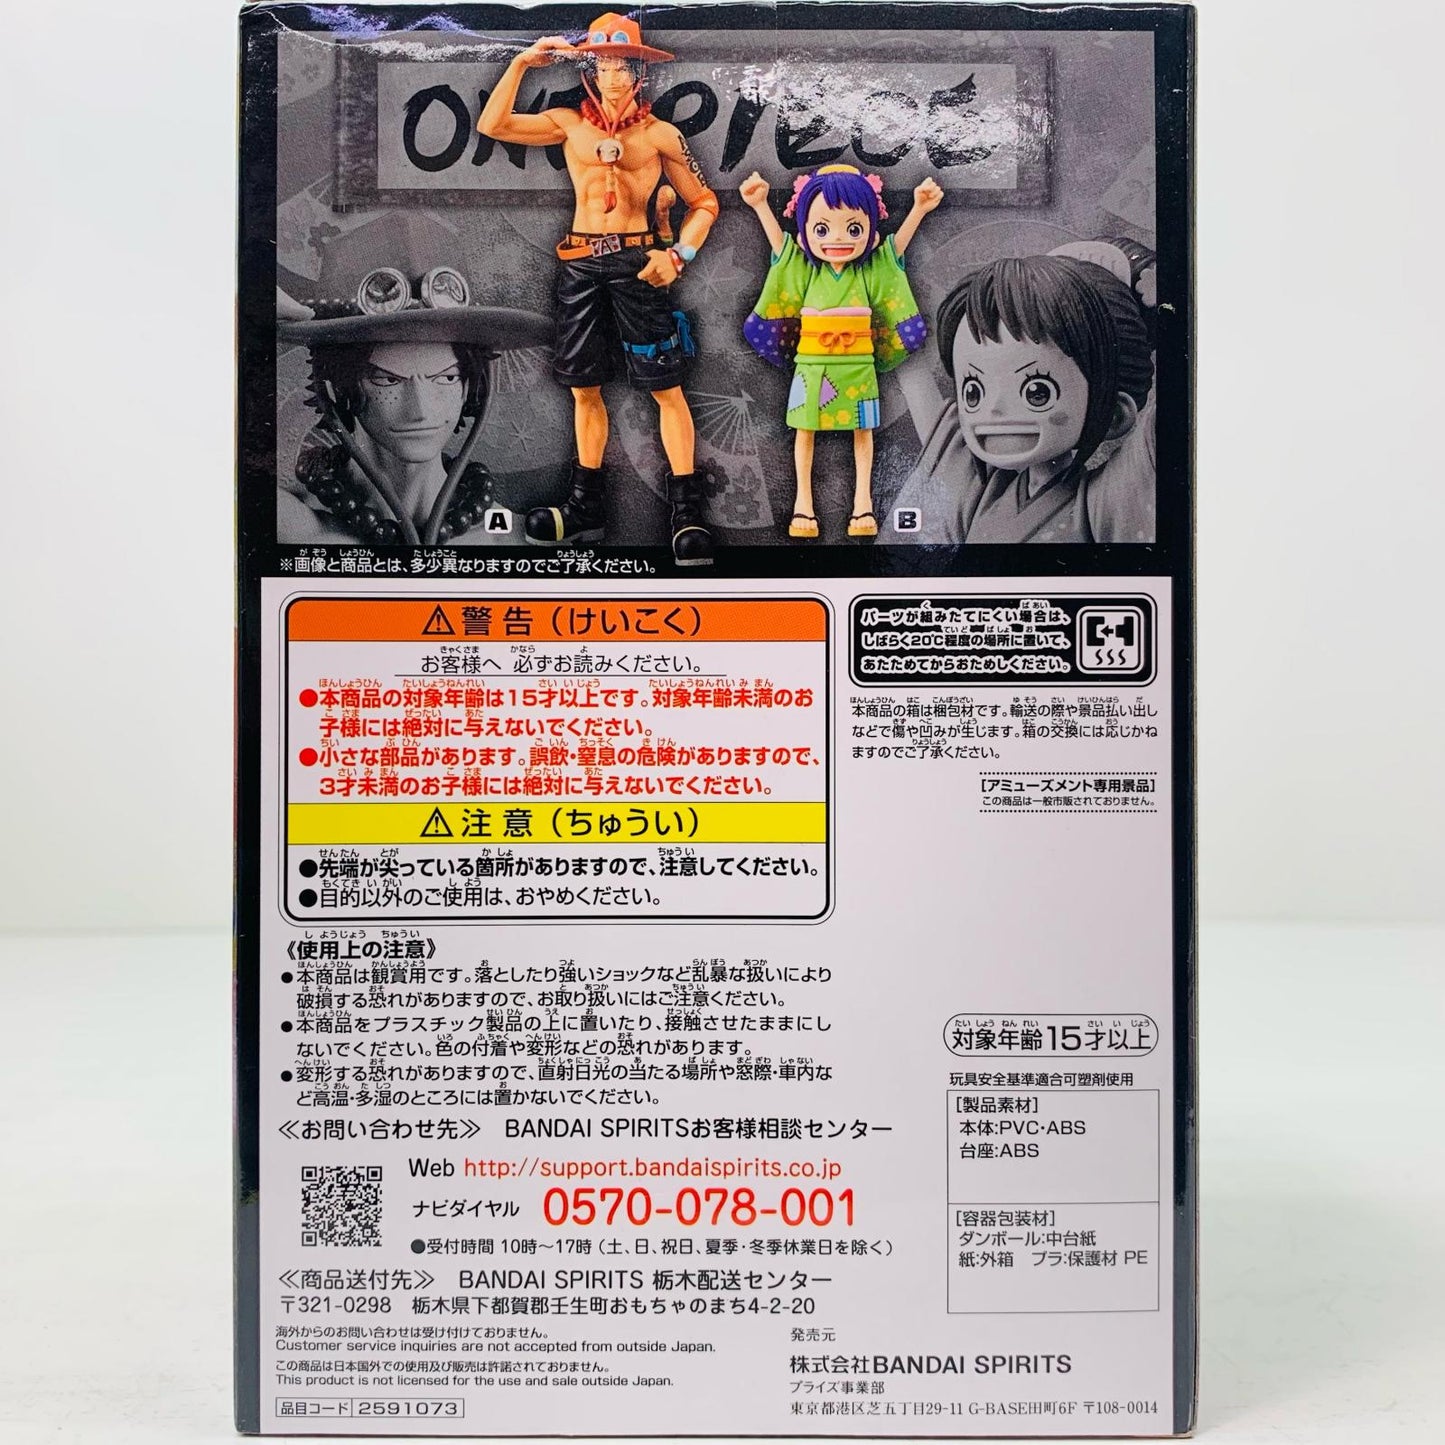 ONE PIECE
A
B
※画像と商品とは、多少異なりますのでご了承ください。
⚠警告（けいこく）
お客様へ 必ずお読みください。
●本商品の対象年齢は15才以上です。対象年齢未満のお
子様には絶対に与えないでください。
●小さな部品があります。誤飲・窒息の危険がありますので、
3才未満のお子様には絶対に与えないでください。
⚠注意（ちゅうい）
●先端が尖っている箇所がありますので、注意してください。
●目的以外のご使用は、おやめください。
パーツが組みたてにくい場合は、
しばらく20℃程度の場所に置いて、
あたためてからおためしください。
本商品の箱は梱包材です。輸送の際や景品払い出し
などで傷や凹みが生じます。箱の交換には応じかね
ますのでご了承ください。
[アミューズメント専用景品]
この商品は一般市販されておりません。
《使用上の注意》
●本商品は観賞用です。落としたり強いショックなど乱暴な扱いにより
破損する恐れがありますので、お取り扱いにはご注意ください。
●本商品をプラスチック製品の上に置いたり、接触させたままにし
ないでください。色の付着や変形などの恐れがあります。
●変形する恐れがありますので、直射日光の当たる場所や窓際・車内な
ど高温・多湿のところには置かないでください。
対象年齢15才以上
玩具安全基準適合可塑剤使用
[製品素材]
本体:PVC・ABS
台座:ABS
[容器包装材]
ダンボール:中台紙
紙:外箱 プラ:保護材 PE
≪お問い合わせ先≫ BANDAI SPIRITSお客様相談センター
Web http://support.bandaispirits.co.jp
ナビダイヤル 0570-078-001
●受付時間 10時〜17時（土、日、祝日、夏季・冬季休業日を除く）
≪商品送付先≫ BANDAI SPIRITS 栃木配送センター
〒321-0298 栃木県下都賀郡壬生町おもちゃのまち4-2-20
海外からのお問い合わせは受け付けておりません。
Customer service inquiries are not accepted from outside Japan.
この商品は日本国外での使用及び販売は許諾されておりません。
This product is not licensed for the use and sale outside Japan.
品目コード 2591073
発売元
株式会社BANDAI SPIRITS
プライズ事業部
東京都港区芝五丁目29-11 G-BASE田町6F 〒108-0014